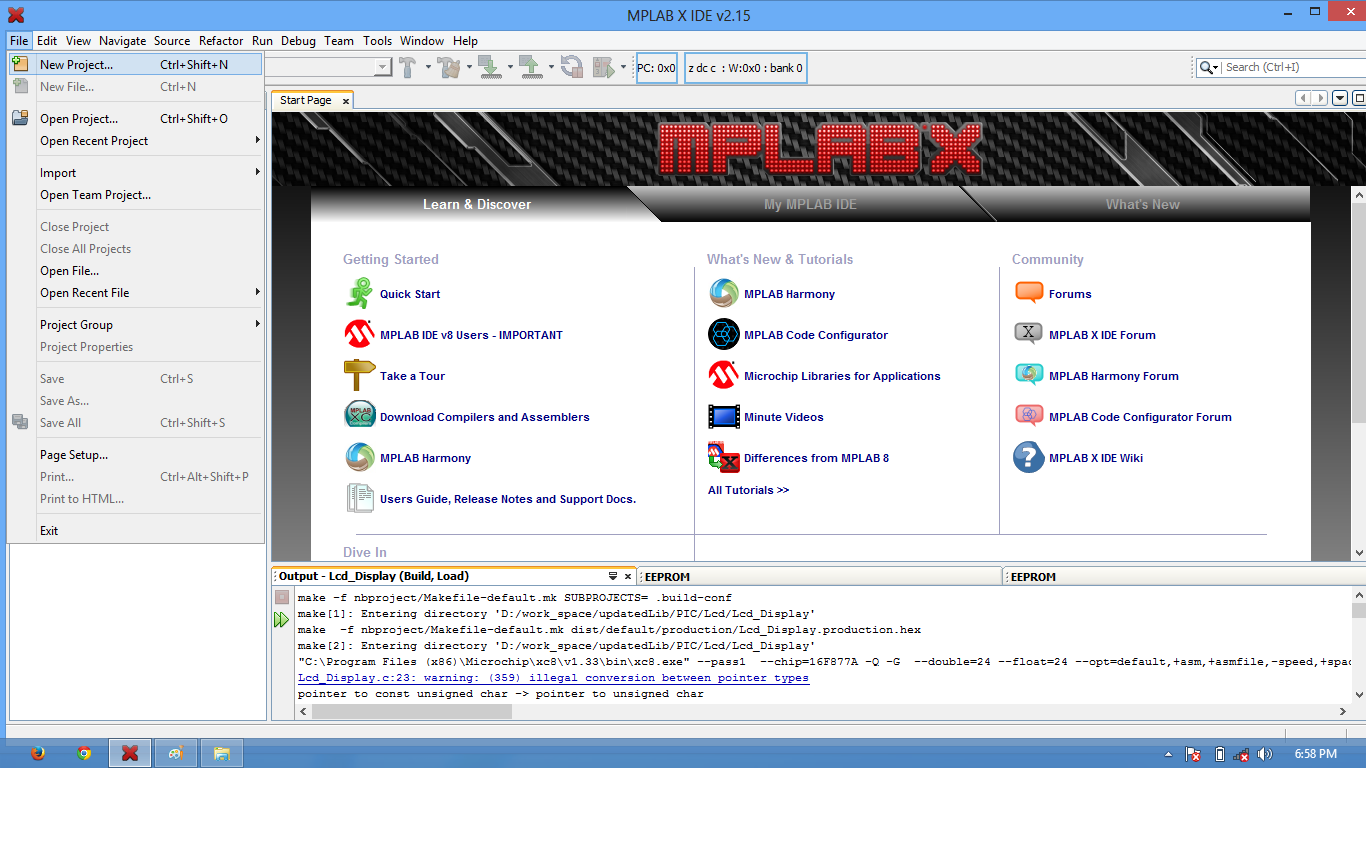 MPLAB X IDE v2.15
File Edit View Navigate Source Refactor Run Debug Team Tools Window Help
New Project... Ctrl+Shift+N
New File... Ctrl+N
Open Project... Ctrl+Shift+O
Open Recent Project
Import
Open Team Project...
Close Project
Close All Projects
Open File...
Open Recent File
Project Group
Project Properties
Save Ctrl+S
Save As...
Save All Ctrl+Shift+S
Page Setup...
Print... Ctrl+Alt+Shift+P
Print to HTML...
Exit
PC: 0x0 z dc c : W:0x0 : bank 0 Search (Ctrl+I)
Start Page
MPLAB X
Learn & Discover My MPLAB IDE What's New
Getting Started
Quick Start
MPLAB IDE v8 Users - IMPORTANT
Take a Tour
Download Compilers and Assemblers
MPLAB Harmony
Users Guide, Release Notes and Support Docs.
What's New & Tutorials
MPLAB Harmony
MPLAB Code Configurator
Microchip Libraries for Applications
Minute Videos
Differences from MPLAB 8
All Tutorials >>
Community
Forums
MPLAB X IDE Forum
MPLAB Harmony Forum
MPLAB Code Configurator Forum
MPLAB X IDE Wiki
Dive In
Output - Lcd_Display (Build, Load) EEPROM EEPROM
make -f nbproject/Makefile-default.mk SUBPROJECTS= .build-conf
make[1]: Entering directory 'D:/work_space/updatedLib/PIC/Lcd/Lcd_Display'
make -f nbproject/Makefile-default.mk dist/default/production/Lcd_Display.production.hex
make[2]: Entering directory 'D:/work_space/updatedLib/PIC/Lcd/Lcd_Display'
"C:\Program Files (x86)\Microchip\xc8\v1.33\bin\xc8.exe" --pass1 --chip=16F877A -Q -G --double=24 --float=24 --opt=default,+asm,+asmfile,-speed,+spac
Lcd_Display.c:23: warning: (359) illegal conversion between pointer types
pointer to const unsigned char -> pointer to unsigned char
6:58 PM